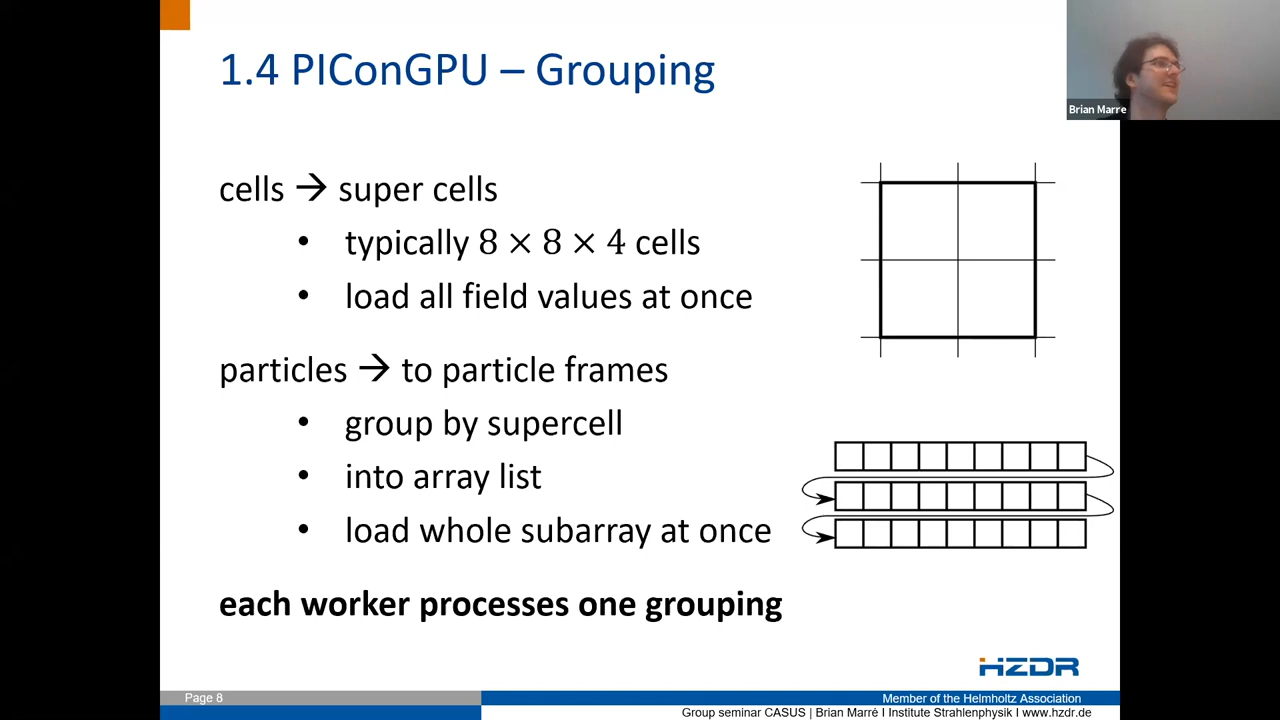 1.4 PIConGPU – Grouping
Brian Marre
cells → super cells
• typically 8 × 8 × 4 cells
• load all field values at once
particles → to particle frames
• group by supercell
• into array list
• load whole subarray at once
each worker processes one grouping
HZDR
Page 8
Member of the Helmholtz Association
Group seminar CASUS | Brian Marré I Institute Strahlenphysik I www.hzdr.de